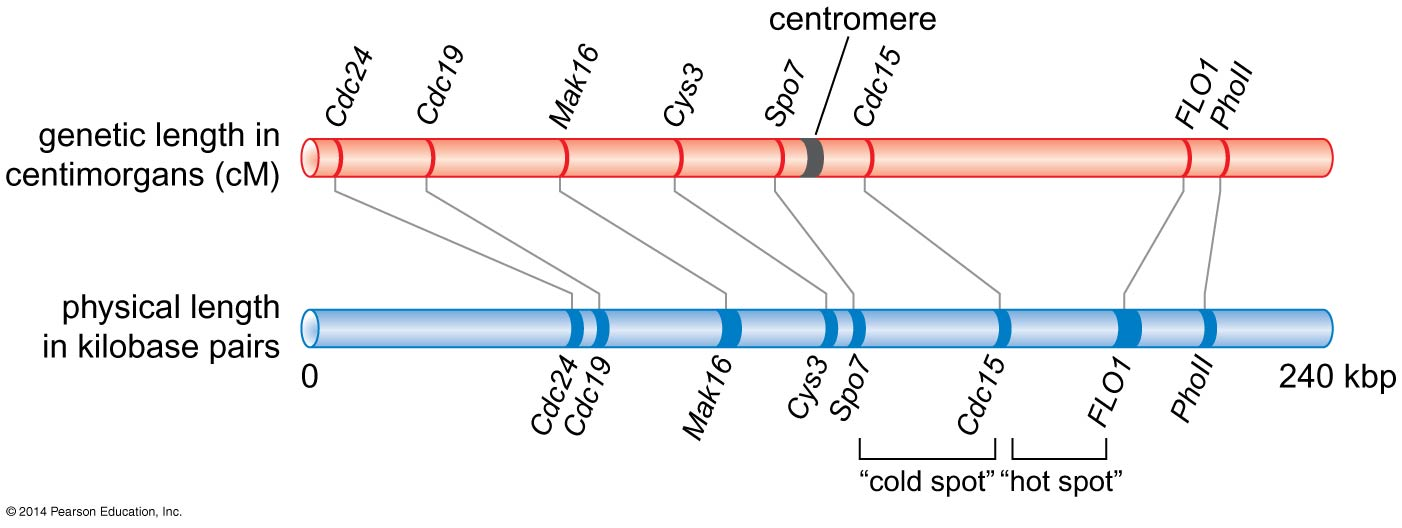 centromere
Cdc24
Cdc19
Mak16
Cys3
Spo7
Cdc15
FLO1
PhoII
genetic length in
centimorgans (cM)
physical length
in kilobase pairs
0
240 kbp
Cdc24
Cdc19
Mak16
Cys3
Spo7
Cdc15
FLO1
PhoII
“cold spot”
“hot spot”
© 2014 Pearson Education, Inc.